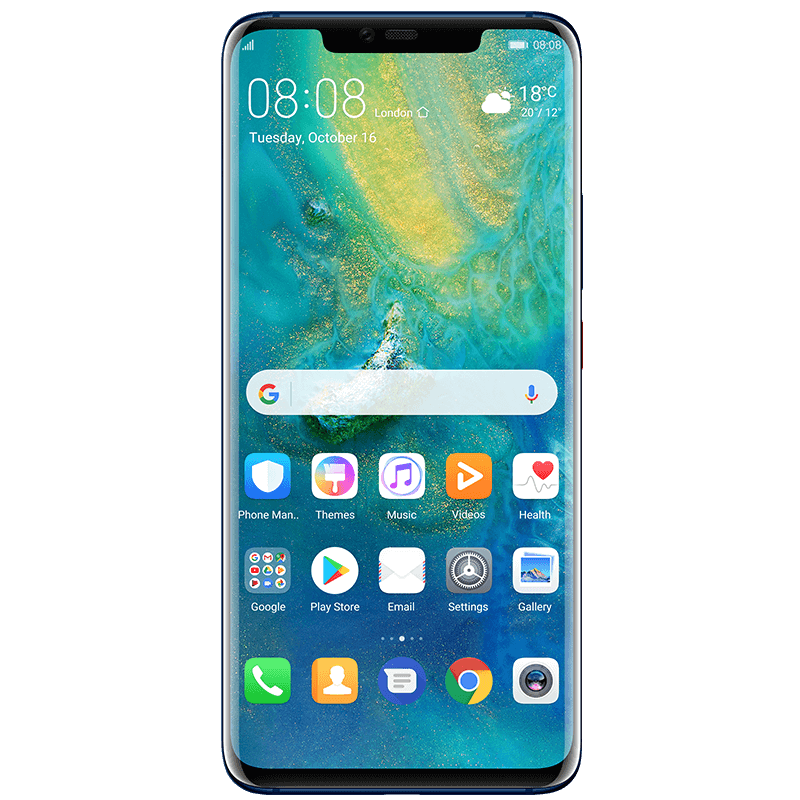 08:08
08:08 London
18°C
20°/ 12°
Tuesday, October 16
G
Phone Man.. Themes Music Videos Health
Google Play Store Email Settings Gallery